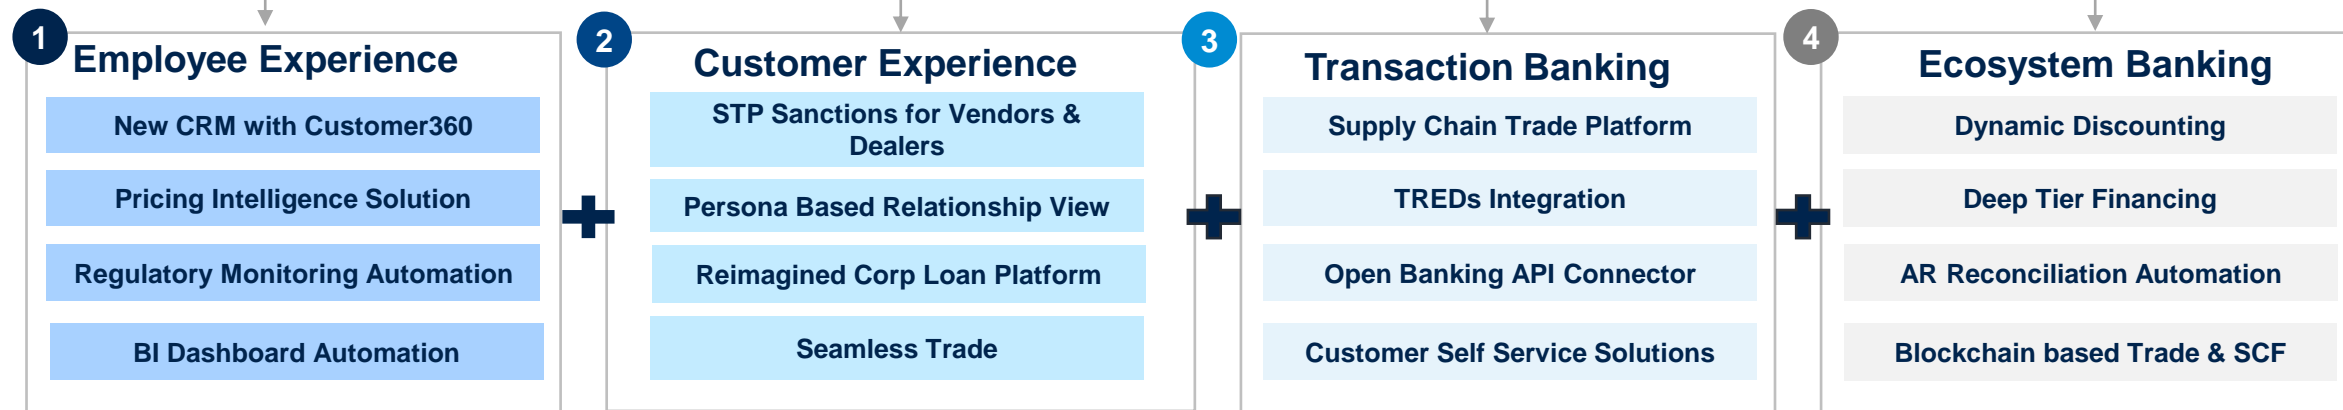 1
Employee Experience
New CRM with Customer360
Pricing Intelligence Solution
Regulatory Monitoring Automation
BI Dashboard Automation
2
Customer Experience
STP Sanctions for Vendors &
Dealers
Persona Based Relationship View
Reimagined Corp Loan Platform
Seamless Trade
3
Transaction Banking
Supply Chain Trade Platform
TREDs Integration
Open Banking API Connector
Customer Self Service Solutions
4
Ecosystem Banking
Dynamic Discounting
Deep Tier Financing
AR Reconciliation Automation
Blockchain based Trade & SCF